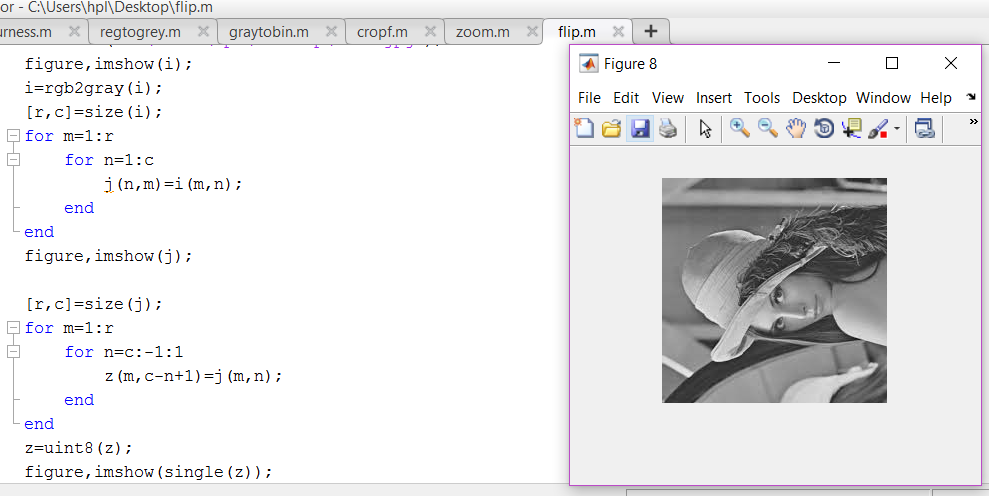 or - C:\Users\hpl\Desktop\flip.m
urness.m regtogrey.m graytobin.m cropf.m zoom.m flip.m
figure,imshow(i);
i=rgb2gray(i);
[r,c]=size(i);
for m=1:r
for n=1:c
j(n,m)=i(m,n);
end
end
figure,imshow(j);
[r,c]=size(j);
for m=1:r
for n=c:-1:1
z(m,c-n+1)=j(m,n);
end
end
z=uint8(z);
figure,imshow(single(z));
Figure 8
File Edit View Insert Tools Desktop Window Help